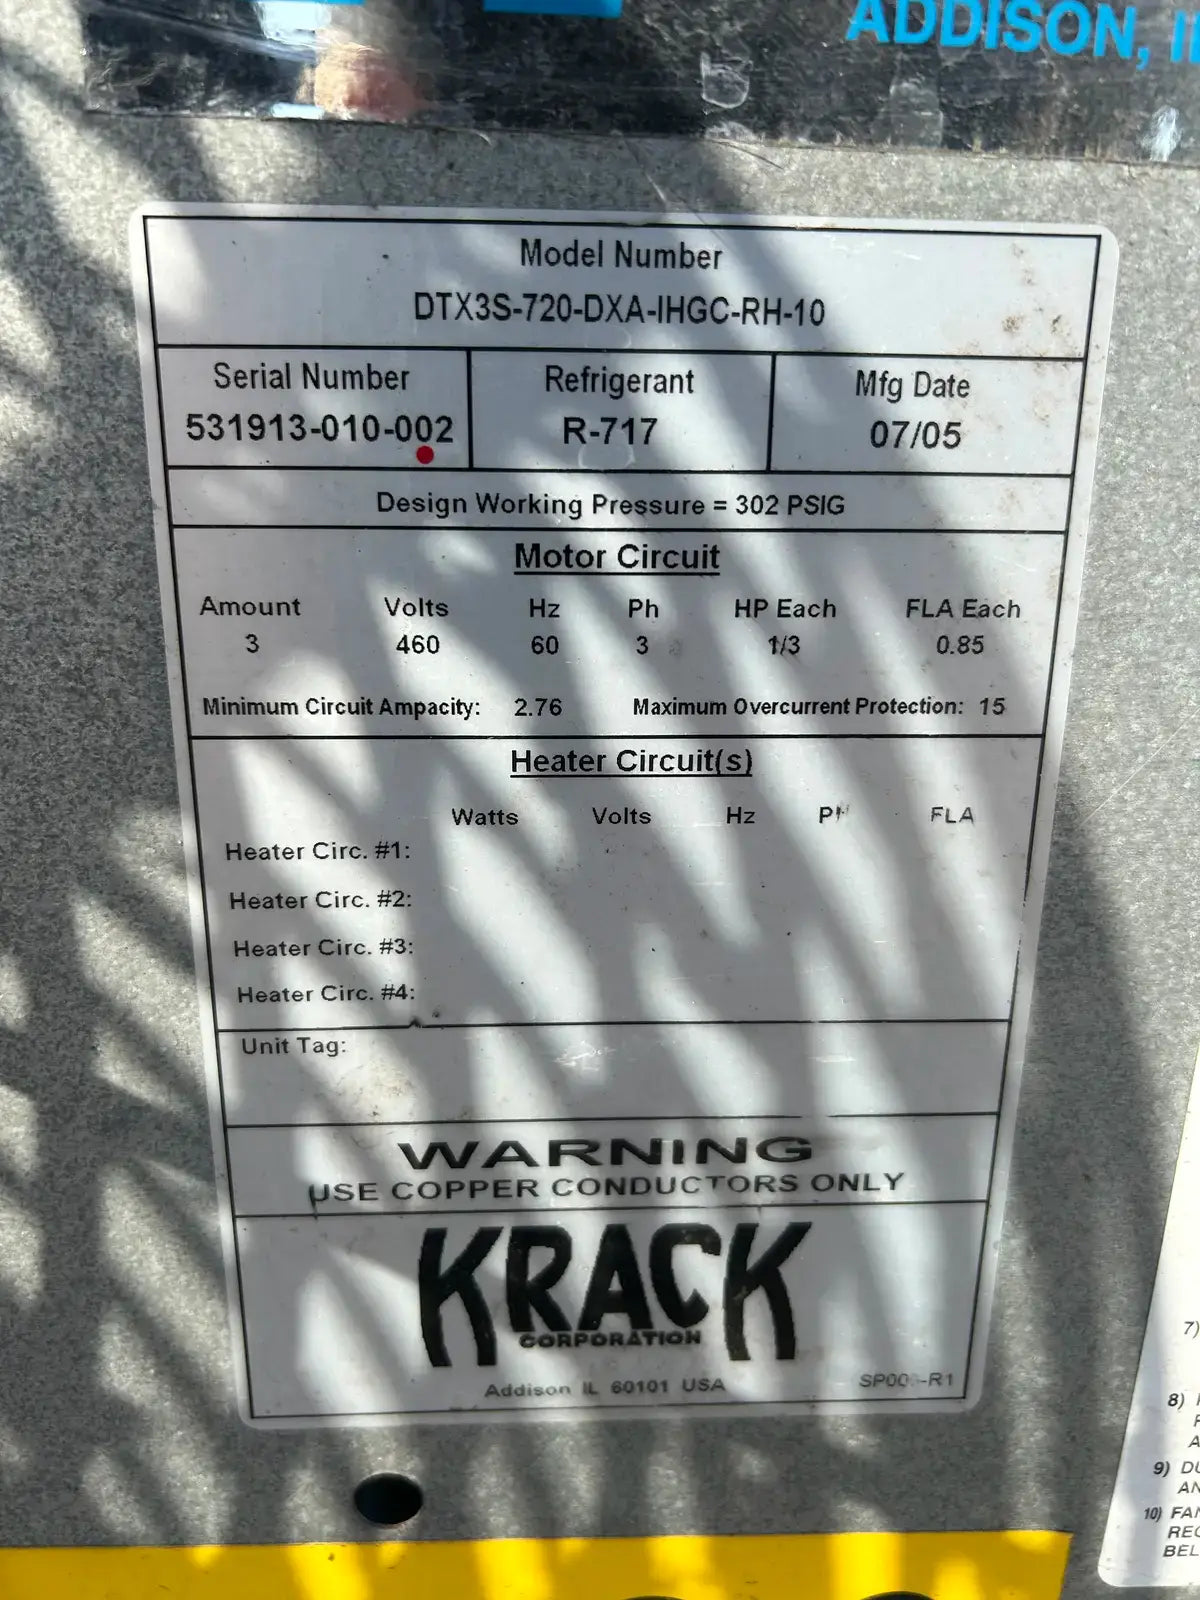 ADDISON,
Model Number
DTX3S-720-DXA-IHGC-RH-10
Serial Number Refrigerant Mfg Date
531913-010-002 R-717 07/05
Design Working Pressure = 302 PSIG
Motor Circuit
Amount Volts Hz Ph HP Each FLA Each
3 460 60 3 1/3 0.85
Minimum Circuit Ampacity: 2.76 Maximum Overcurrent Protection: 15
Heater Circuit(s)
Watts Volts Hz PH FLA
Heater Circ. #1:
Heater Circ. #2:
Heater Circ. #3:
Heater Circ. #4:
Unit Tag:
WARNING
USE COPPER CONDUCTORS ONLY
KRACK
CORPORATION
Addison IL 60101 USA
7)
8)
9)
10) FAN